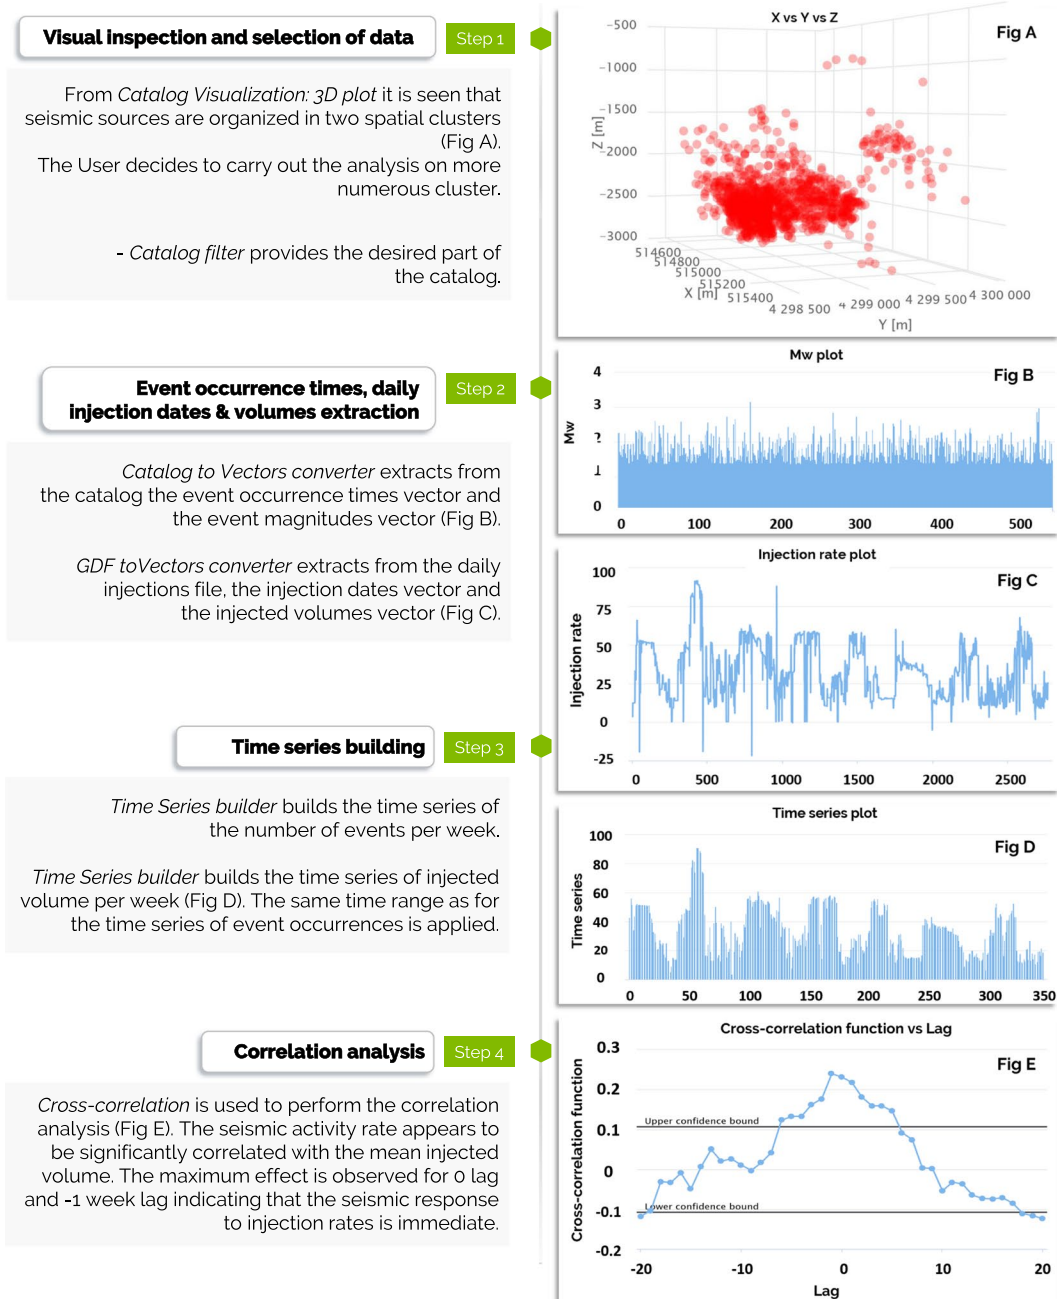 Visual inspection and selection of data
Step 1
From Catalog Visualization: 3D plot it is seen that
seismic sources are organized in two spatial clusters
(Fig A).
The User decides to carry out the analysis on more
numerous cluster.
- Catalog filter provides the desired part of
the catalog.
X vs Y vs Z
Fig A
−500
−1000
−1500
−2000
−2500
−3000
Z [m]
514600
514800
515000
515200
515400
X [m]
4 298 500
4 299 000
4 299 500
4 300 000
Y [m]
Event occurrence times, daily
injection dates & volumes extraction
Step 2
Catalog to Vectors converter extracts from
the catalog the event occurrence times vector and
the event magnitudes vector (Fig B).
GDF toVectors converter extracts from the daily
injections file, the injection dates vector and
the injected volumes vector (Fig C).
Mw plot
Fig B
4
3
2
1
0
Mw
0 100 200 300 400 500
Injection rate plot
Fig C
100
75
50
25
0
-25
Injection rate
0 500 1000 1500 2000 2500
Time series building
Step 3
Time Series builder builds the time series of
the number of events per week.
Time Series builder builds the time series of injected
volume per week (Fig D). The same time range as for
the time series of event occurrences is applied.
Time series plot
Fig D
100
80
60
40
20
0
Time series
0 50 100 150 200 250 300 350
Correlation analysis
Step 4
Cross-correlation is used to perform the correlation
analysis (Fig E). The seismic activity rate appears to
be significantly correlated with the mean injected
volume. The maximum effect is observed for 0 lag
and -1 week lag indicating that the seismic response
to injection rates is immediate.
Cross-correlation function vs Lag
Fig E
0.3
0.2
0.1
0
-0.1
-0.2
Cross-correlation function
Upper confidence bound
Lower confidence bound
-20 -10 0 10 20
Lag